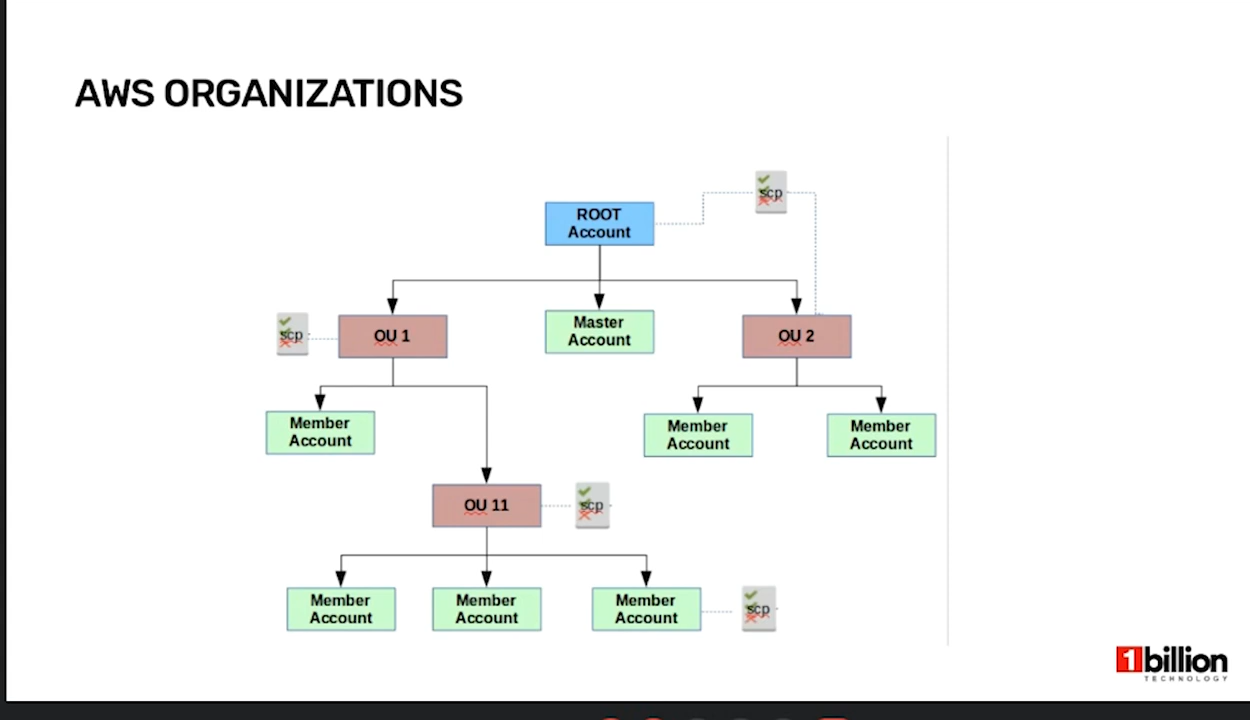 AWS ORGANIZATIONS
scp
ROOT
Account
scp
OU 1
Master
Account
OU 2
Member
Account
Member
Account
Member
Account
OU 11
scp
Member
Account
Member
Account
Member
Account
scp
1billion
TECHNOLOGY